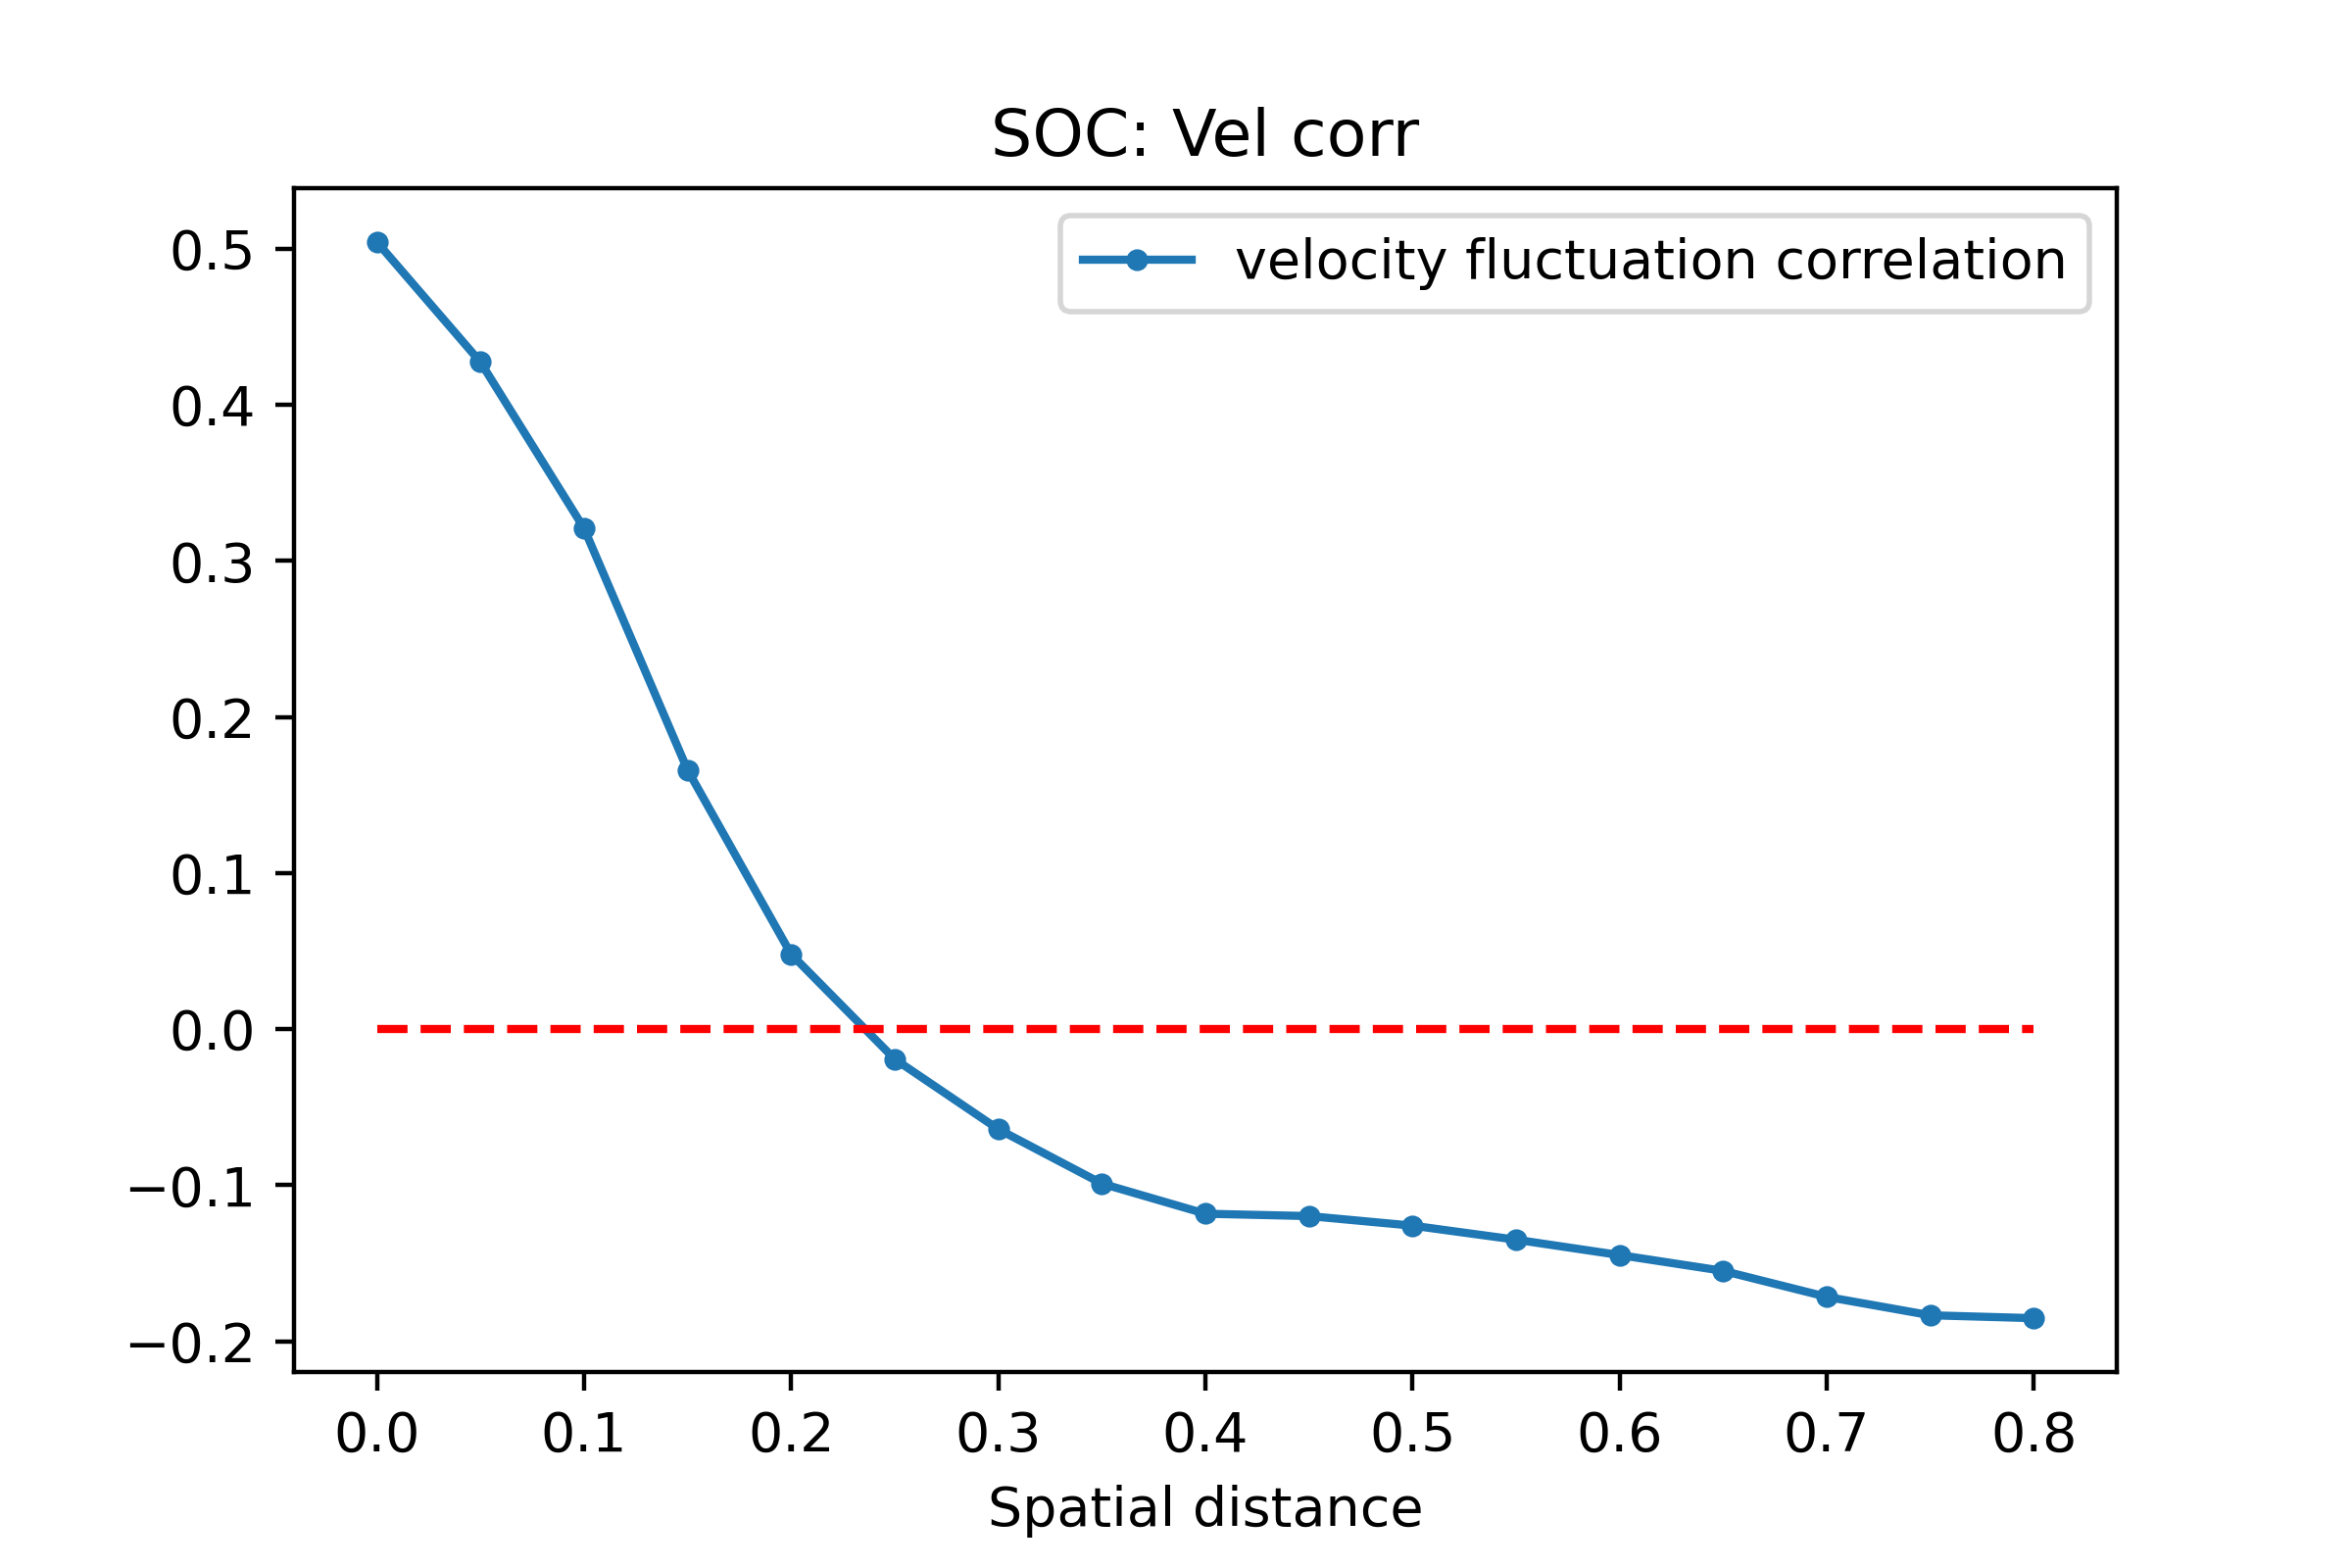 SOC: Vel corr
velocity fluctuation correlation
0.5
0.4
0.3
0.2
0.1
0.0
−0.1
−0.2
0.0 0.1 0.2 0.3 0.4 0.5 0.6 0.7 0.8
Spatial distance